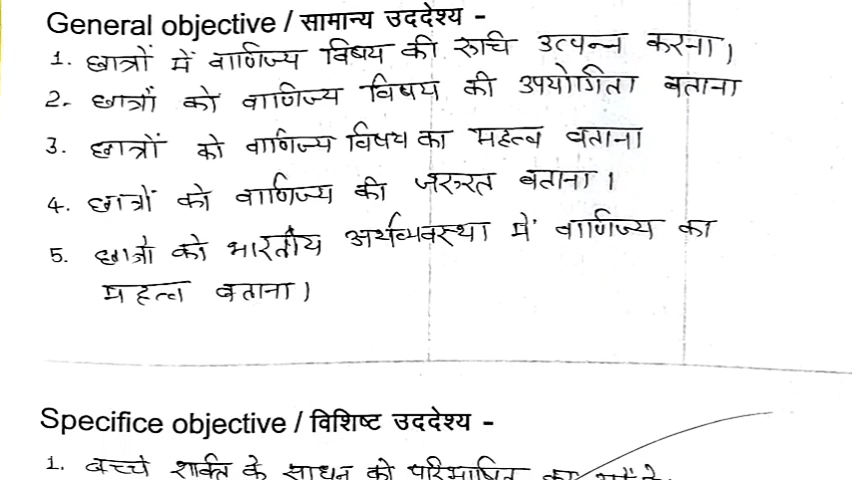 General objective / सामान्य उददेश्य -
1. छात्रों में वाणिज्य विषय की रुचि उत्पन्न करना।
2- छात्रों को वाणिज्य विषय की उपयोगिता बताना
3. छात्रों को वाणिज्य विषय का महत्व बताना
4. छात्रों को वाणिज्य की जरुरत बताना।
5. छात्रो को भारतीय अर्थव्यवस्था में वाणिज्य का
महत्व बताना।
Specifice objective / विशिष्ट उददेश्य -
1. बच्चे शक्ति के साधन को परिभाषित कर